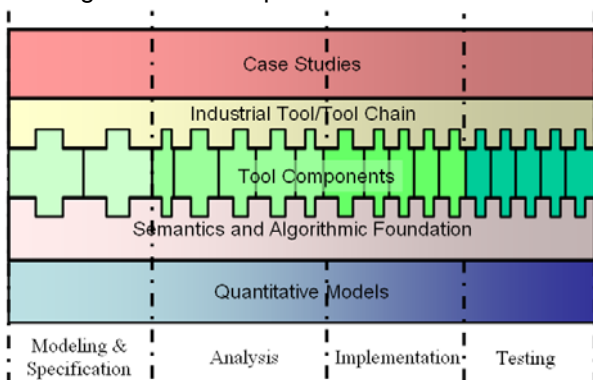 Case Studies
Industrial Tool/Tool Chain
Tool Components
Semantics and Algorithmic Foundation
Quantitative Models
Modeling &
Specification
Analysis
Implementation
Testing